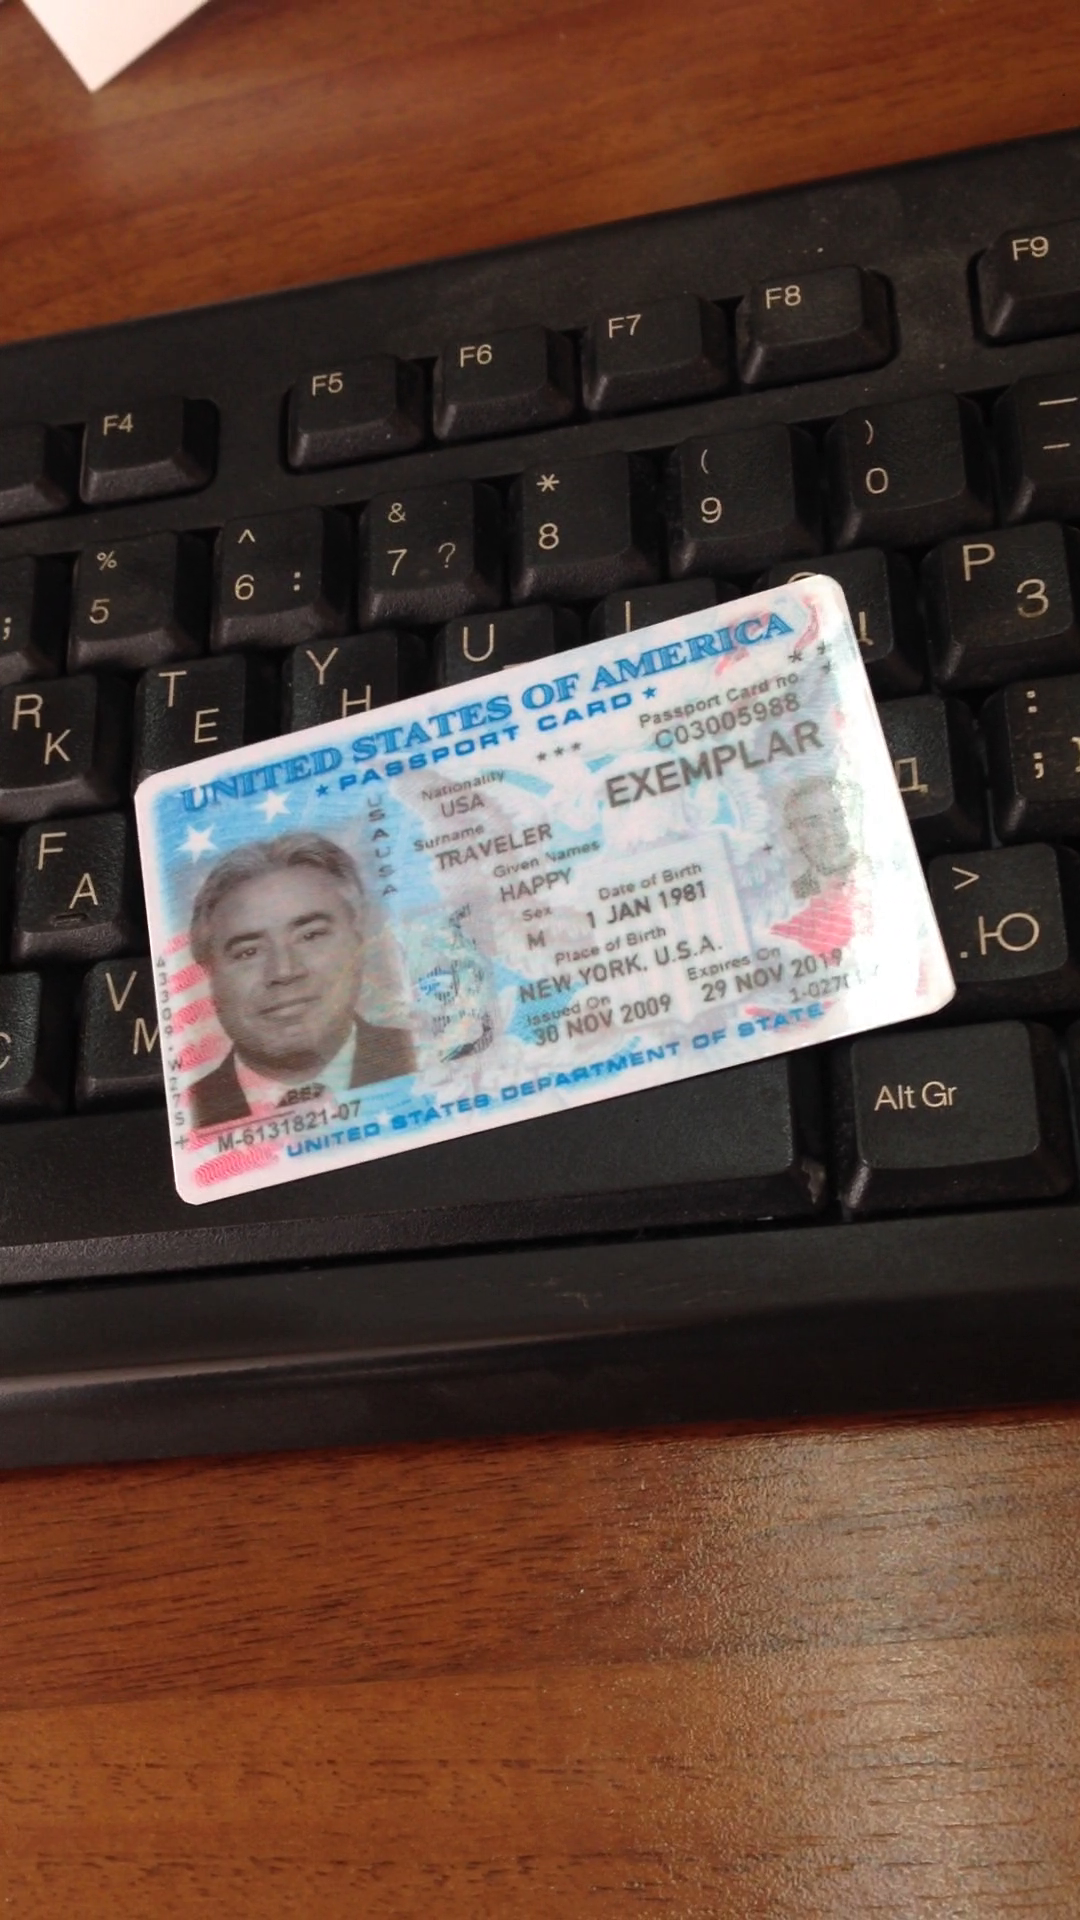 F4 F5 F6 F7 F8 F9
% 5
^ 6 :
& 7 ?
* 8
( 9
) 0
R К
T Е
Y Н
U
P З
: ;
F А
Д
V М
> . Ю
C
Alt Gr
UNITED STATES OF AMERICA
★ PASSPORT CARD ★
Passport Card no
C03005988
EXEMPLAR
USAUSA
Nationality
USA
Surname
TRAVELER
Given Names
HAPPY
Sex
M
Date of Birth
1 JAN 1981
Place of Birth
NEW YORK, U.S.A.
Issued On
30 NOV 2009
Expires On
29 NOV 2019
M-6131821-07
UNITED STATES DEPARTMENT OF STATE